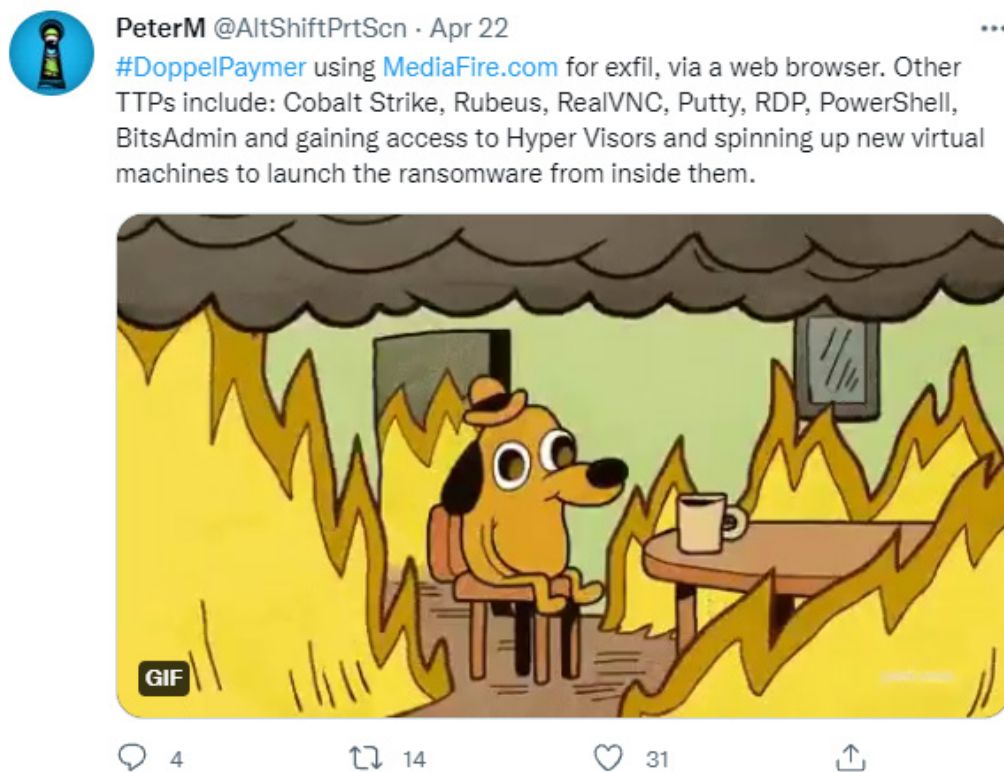 PeterM @AltShiftPrtScn · Apr 22
#DoppelPaymer using MediaFire.com for exfil, via a web browser. Other
TTPs include: Cobalt Strike, Rubeus, RealVNC, Putty, RDP, PowerShell,
BitsAdmin and gaining access to Hyper Visors and spinning up new virtual
machines to launch the ransomware from inside them.
GIF
4 14 31